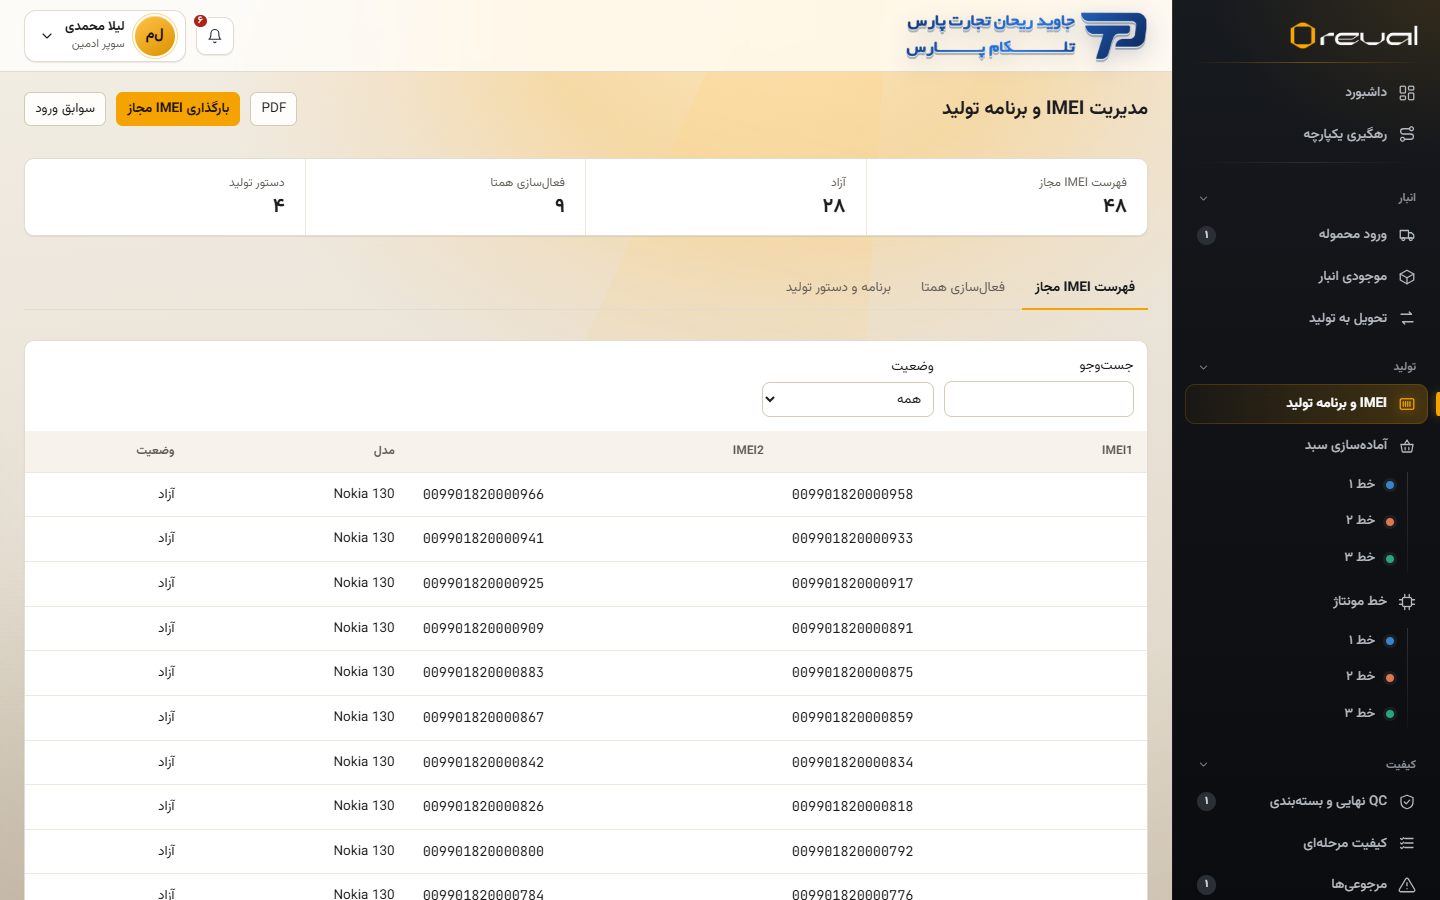 reval
داشبورد
رهگیری یکپارچه
انبار
ورود محموله ۱
موجودی انبار
تحویل به تولید
تولید
IMEI و برنامه تولید
آماده‌سازی سبد
خط ۱
خط ۲
خط ۳
خط مونتاژ
خط ۱
خط ۲
خط ۳
کیفیت
QC نهایی و بسته‌بندی ۱
کیفیت مرحله‌ای
مرجوعی‌ها ۱
جاوید ریحان تجارت پارس
تلـکام پـارس
۶
ل‌م
لیلا محمدی
سوپر ادمین
مدیریت IMEI و برنامه تولید
PDF
بارگذاری IMEI مجاز
سوابق ورود
فهرست IMEI مجاز
۴۸
آزاد
۲۸
فعال‌سازی همتا
۹
دستور تولید
۴
فهرست IMEI مجاز
فعال‌سازی همتا
برنامه و دستور تولید
جست‌وجو
وضعیت
همه
IMEI1 IMEI2 مدل وضعیت
009901820000958 009901820000966 Nokia 130 آزاد
009901820000933 009901820000941 Nokia 130 آزاد
009901820000917 009901820000925 Nokia 130 آزاد
009901820000891 009901820000909 Nokia 130 آزاد
009901820000875 009901820000883 Nokia 130 آزاد
009901820000859 009901820000867 Nokia 130 آزاد
009901820000834 009901820000842 Nokia 130 آزاد
009901820000818 009901820000826 Nokia 130 آزاد
009901820000792 009901820000800 Nokia 130 آزاد
009901820000776 009901820000784 Nokia 130 آزاد